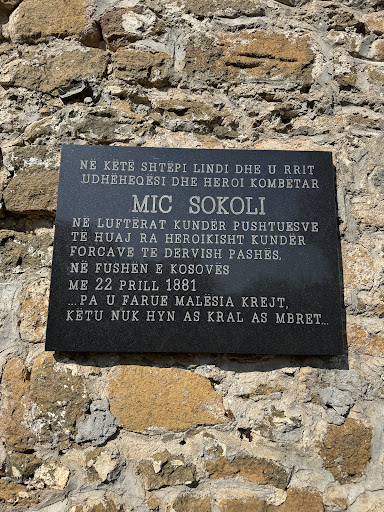 NË KËTË SHTËPI LINDI DHE U RRIT
UDHËHEQËSI DHE HEROI KOMBËTAR
MIC SOKOLI
NË LUFTËRAT KUNDËR PUSHTUESVE
TË HUAJ RA HEROIKISHT KUNDËR
FORCAVE TË DERVISH PASHËS,
NË FUSHËN E KOSOVËS
ME 22 PRILL 1881
...PA U FARUE MALËSIA KREJT,
KËTU NUK HYN AS KRAL AS MBRET...